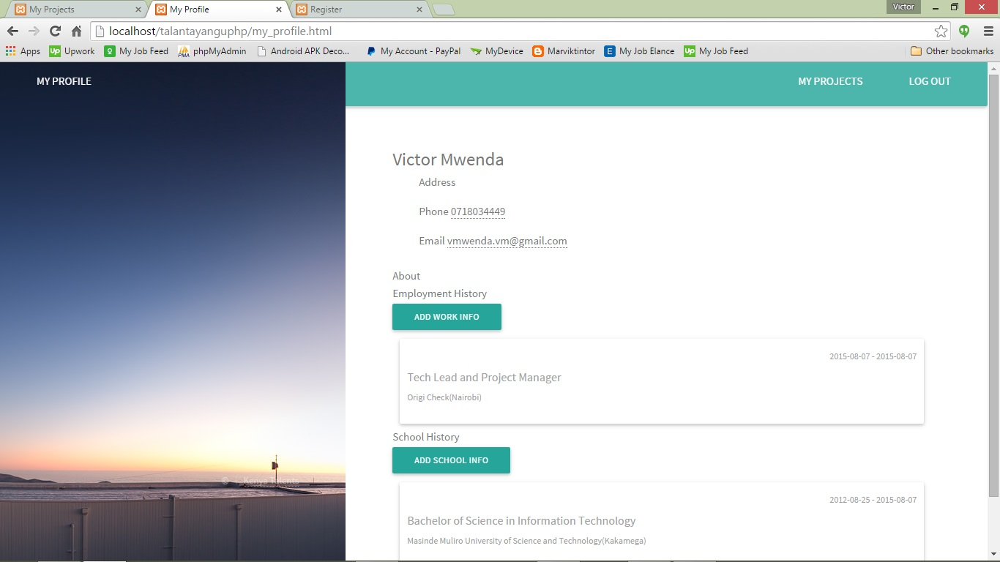 My Projects
My Profile
Register
Victor
localhost/talantayanguphp/my_profile.html
Apps
Up Upwork
My Job Feed
PMA phpMyAdmin
Android APK Deco...
My Account - PayPal
MyDevice
Marviktintor
E My Job Elance
Up My Job Feed
Other bookmarks
MY PROFILE
MY PROJECTS
LOG OUT
Victor Mwenda
Address
Phone 0718034449
Email vmwenda.vm@gmail.com
About
Employment History
ADD WORK INFO
2015-08-07 - 2015-08-07
Tech Lead and Project Manager
Origi Check(Nairobi)
School History
ADD SCHOOL INFO
2012-08-25 - 2015-08-07
Bachelor of Science in Information Technology
Masinde Muliro University of Science and Technology(Kakamega)
© | Kenya Talents